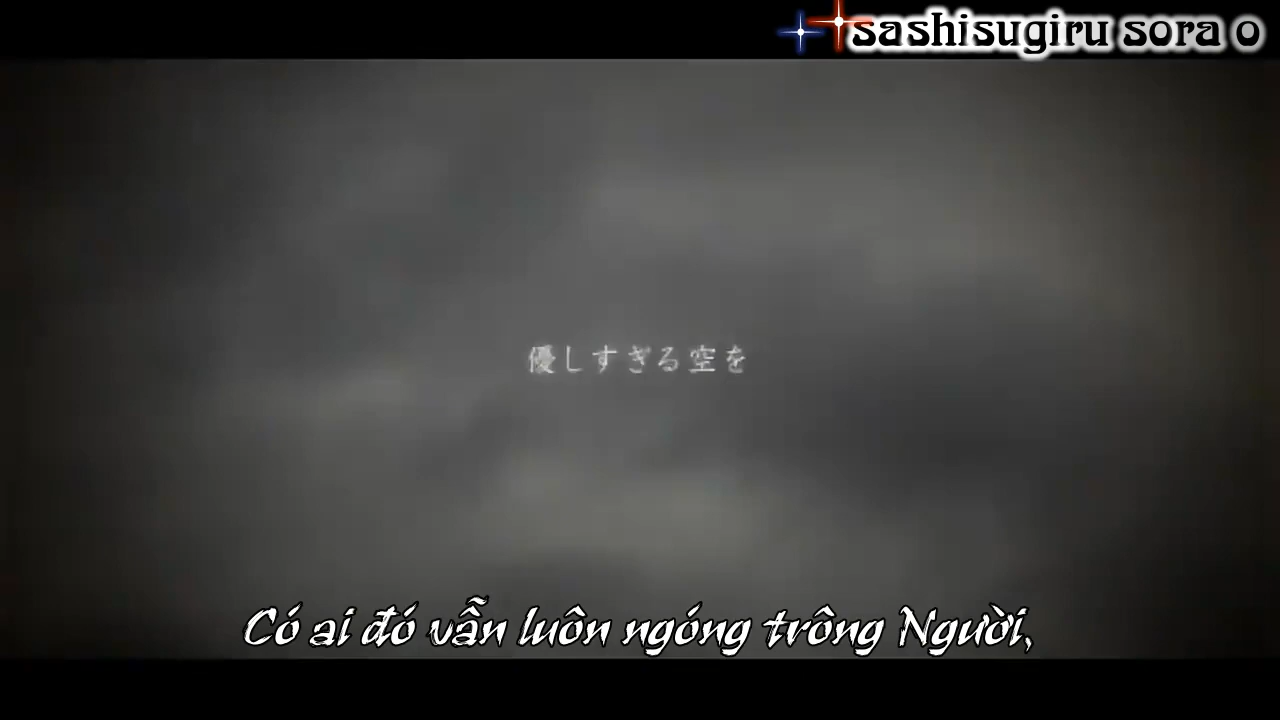 sashisugiru sora o
優しすぎる空を
Có ai đó vẫn luôn ngóng trông Người,